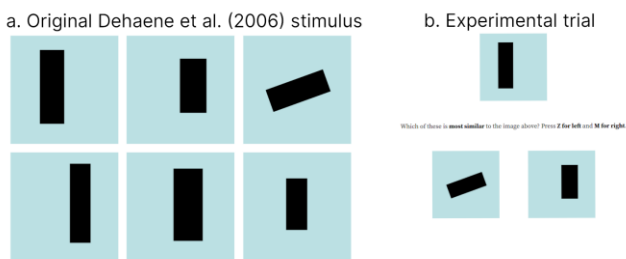 a. Original Dehaene et al. (2006) stimulus
b. Experimental trial
Which of these is most similar to the image above? Press Z for left and M for right